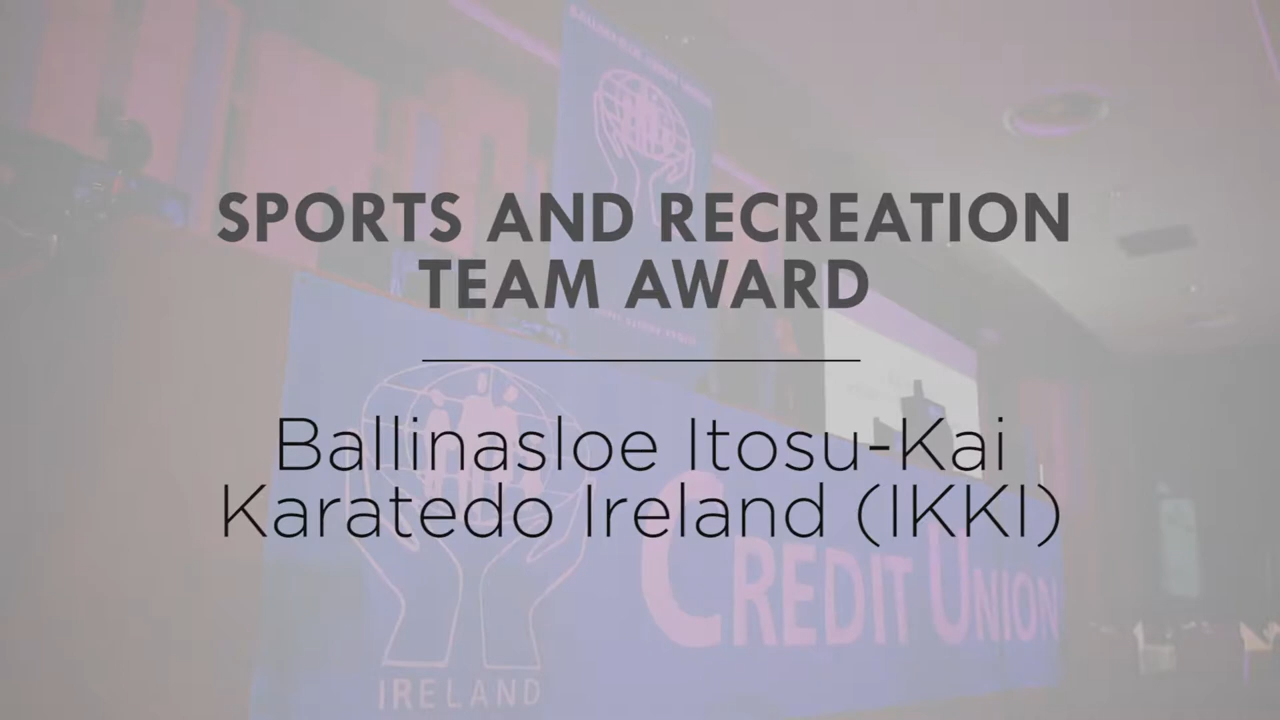 SPORTS AND RECREATION
TEAM AWARD
Ballinasloe Itosu-Kai
Karatedo Ireland (IKKI)
CREDIT UNION
IRELAND